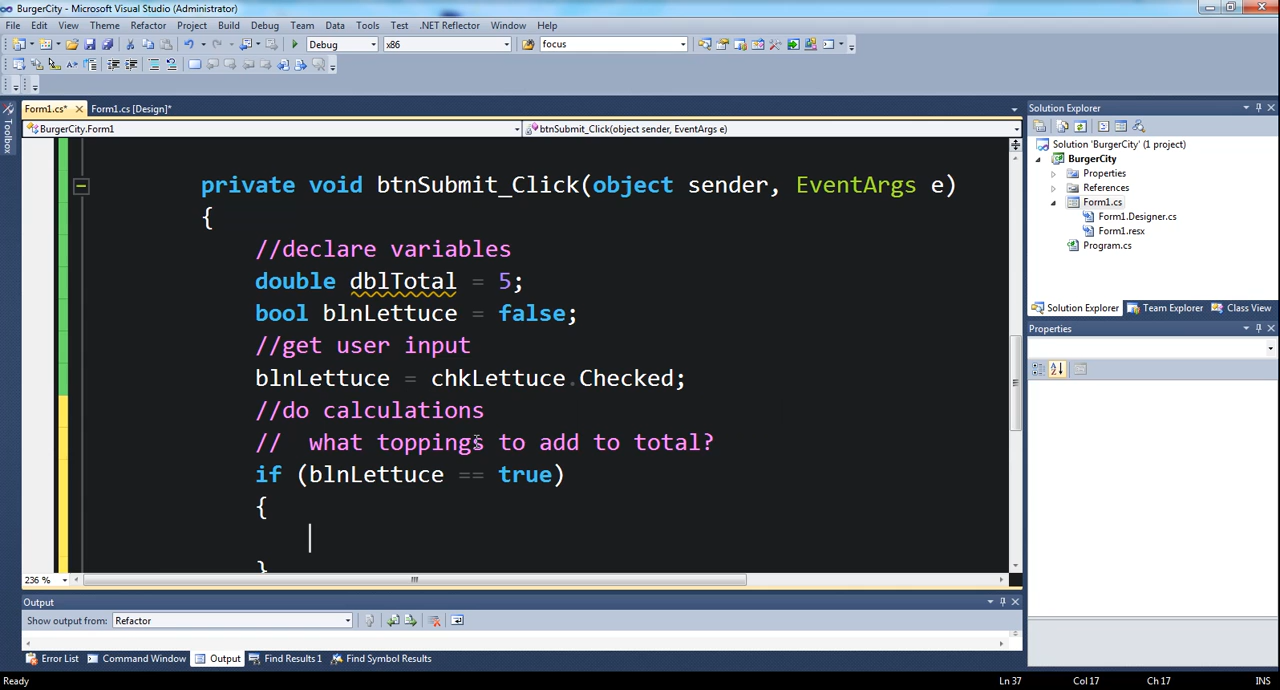 BurgerCity - Microsoft Visual Studio (Administrator)
File Edit View Theme Refactor Project Build Debug Team Data Tools Test .NET Reflector Window Help
Debug x86 focus
Form1.cs* Form1.cs [Design]*
BurgerCity.Form1 btnSubmit_Click(object sender, EventArgs e)
Toolbox
private void btnSubmit_Click(object sender, EventArgs e)
{
//declare variables
double dblTotal = 5;
bool blnLettuce = false;
//get user input
blnLettuce = chkLettuce.Checked;
//do calculations
//  what toppings to add to total?
if (blnLettuce == true)
{
}
236 %
Solution Explorer
Solution 'BurgerCity' (1 project)
BurgerCity
Properties
References
Form1.cs
Form1.Designer.cs
Form1.resx
Program.cs
Solution Explorer Team Explorer Class View
Properties
Output
Show output from: Refactor
Error List Command Window Output Find Results 1 Find Symbol Results
Ready Ln 37 Col 17 Ch 17 INS